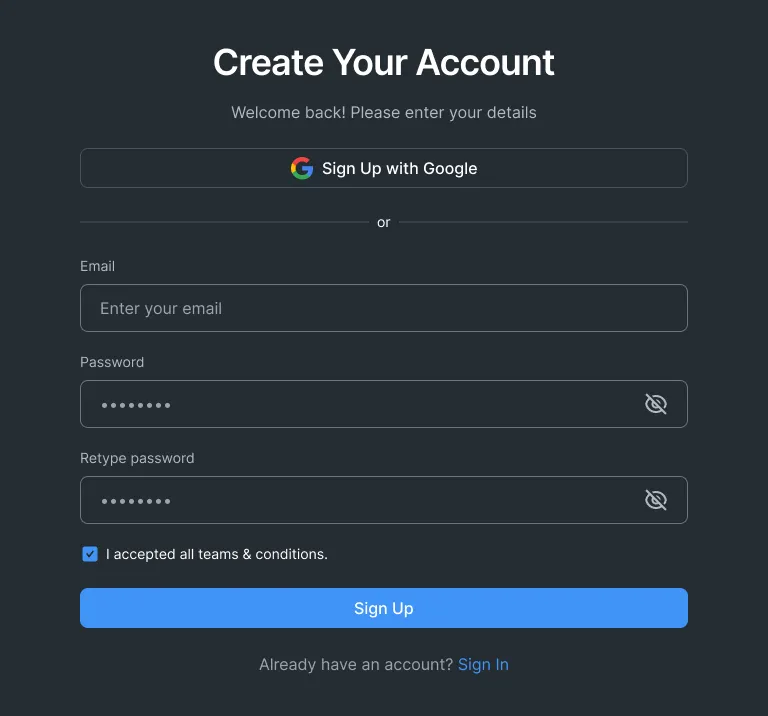 Create Your Account
Welcome back! Please enter your details
Sign Up with Google
or
Email
Enter your email
Password
••••••••
Retype password
••••••••
I accepted all teams & conditions.
Sign Up
Already have an account? Sign In